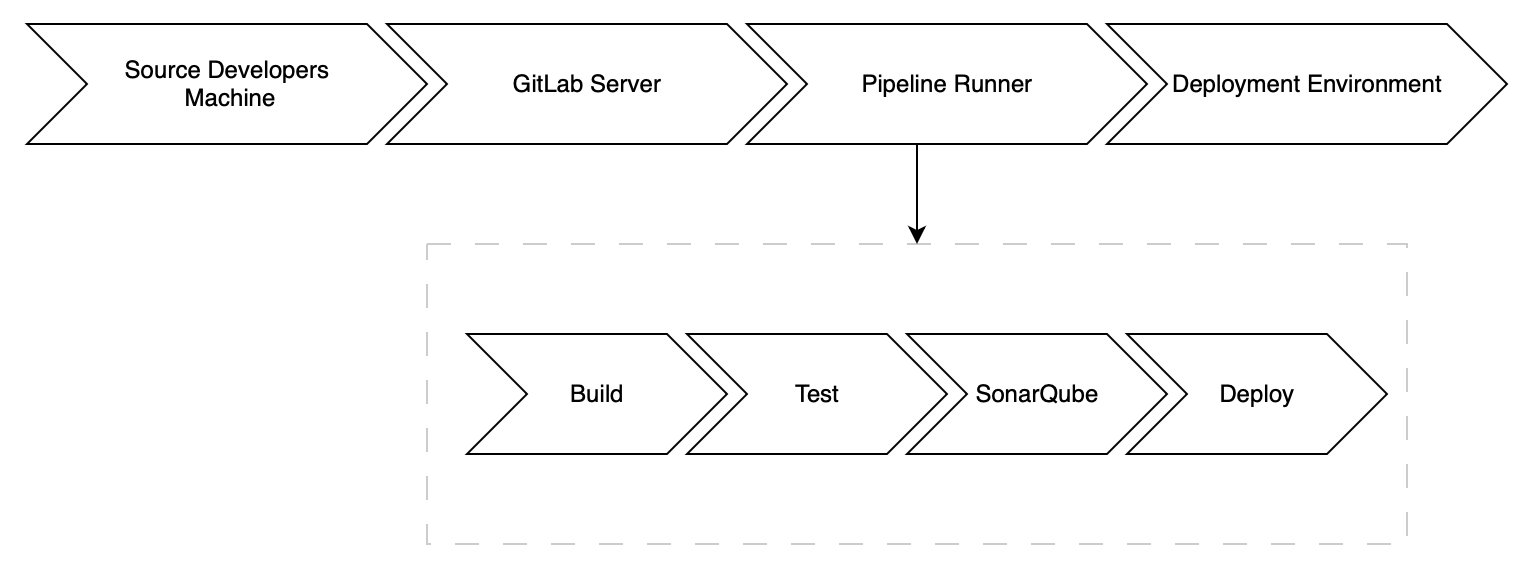 Source Developers
Machine
GitLab Server
Pipeline Runner
Deployment Environment
Build
Test
SonarQube
Deploy